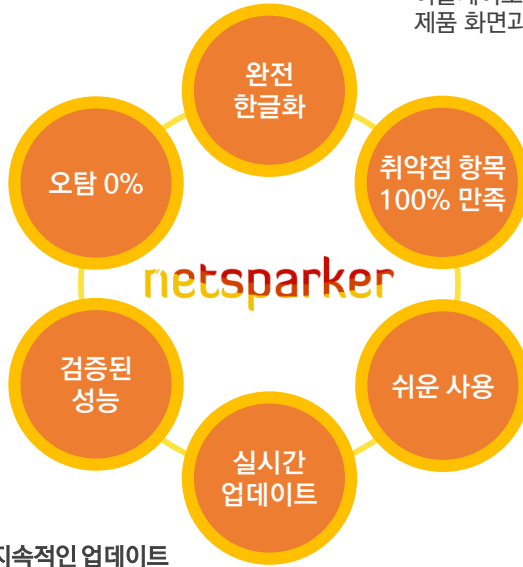 제품 화면과
완전
한글화
오탐 0%
취약점 항목
100% 만족
netsparker
검증된
성능
쉬운 사용
실시간
업데이트
지속적인 업데이트